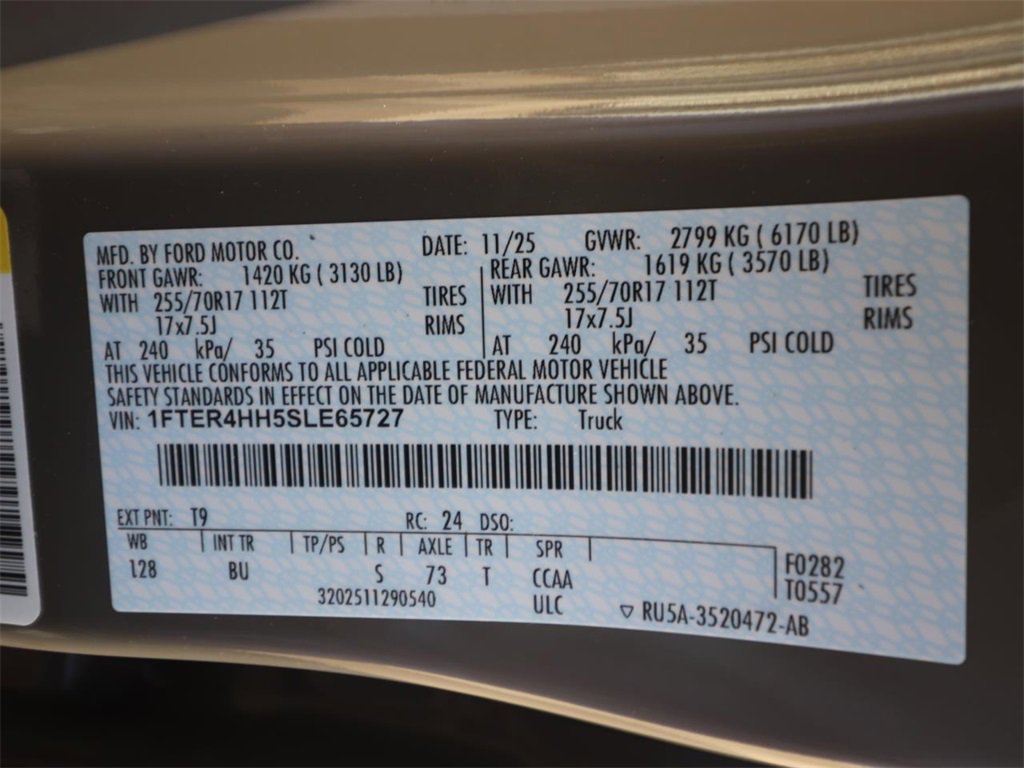 MFD. BY FORD MOTOR CO. DATE: 11/25 GVWR: 2799 KG ( 6170 LB)
FRONT GAWR: 1420 KG ( 3130 LB) REAR GAWR: 1619 KG ( 3570 LB)
WITH 255/70R17 112T TIRES WITH 255/70R17 112T TIRES
17x7.5J RIMS 17x7.5J RIMS
AT 240 kPa/ 35 PSI COLD AT 240 kPa/ 35 PSI COLD
THIS VEHICLE CONFORMS TO ALL APPLICABLE FEDERAL MOTOR VEHICLE
SAFETY STANDARDS IN EFFECT ON THE DATE OF MANUFACTURE SHOWN ABOVE.
VIN: 1FTER4HH5SLE65727 TYPE: Truck
EXT PNT: T9 RC: 24 DSO:
WB INT TR TP/PS R AXLE TR SPR F0282
128 BU S 73 T CCAA T0557
3202511290540 ULC ▽ RU5A-3520472-AB